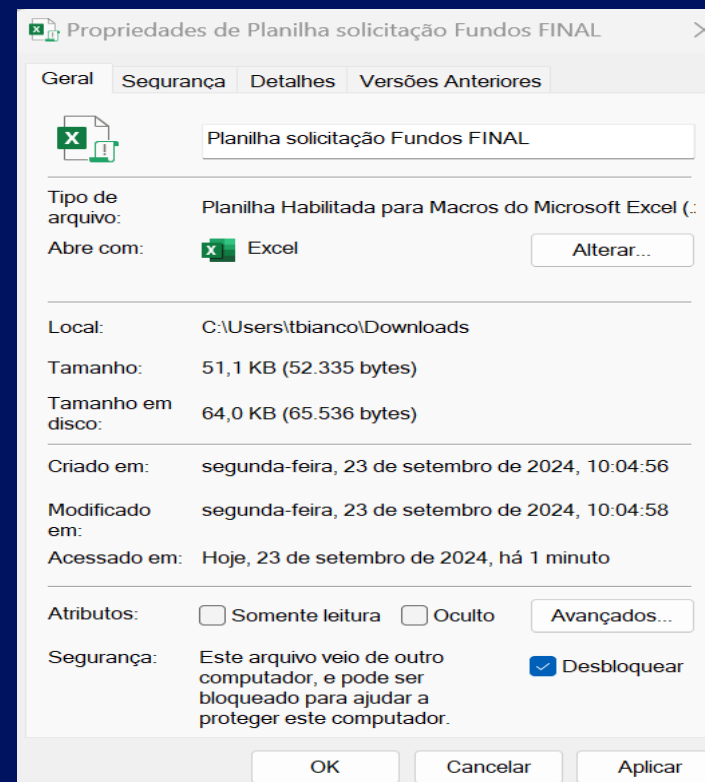 Propriedades de Planilha solicitação Fundos FINAL
Geral Segurança Detalhes Versões Anteriores
Planilha solicitação Fundos FINAL
Tipo de
arquivo:
Planilha Habilitada para Macros do Microsoft Excel (.
Abre com: Excel Alterar...
Local: C:\Users\tbianco\Downloads
Tamanho: 51,1 KB (52.335 bytes)
Tamanho em
disco:
64,0 KB (65.536 bytes)
Criado em: segunda-feira, 23 de setembro de 2024, 10:04:56
Modificado
em:
segunda-feira, 23 de setembro de 2024, 10:04:58
Acessado em: Hoje, 23 de setembro de 2024, há 1 minuto
Atributos: Somente leitura Oculto Avançados...
Segurança: Este arquivo veio de outro
computador, e pode ser
bloqueado para ajudar a
proteger este computador.
Desbloquear
OK Cancelar Aplicar